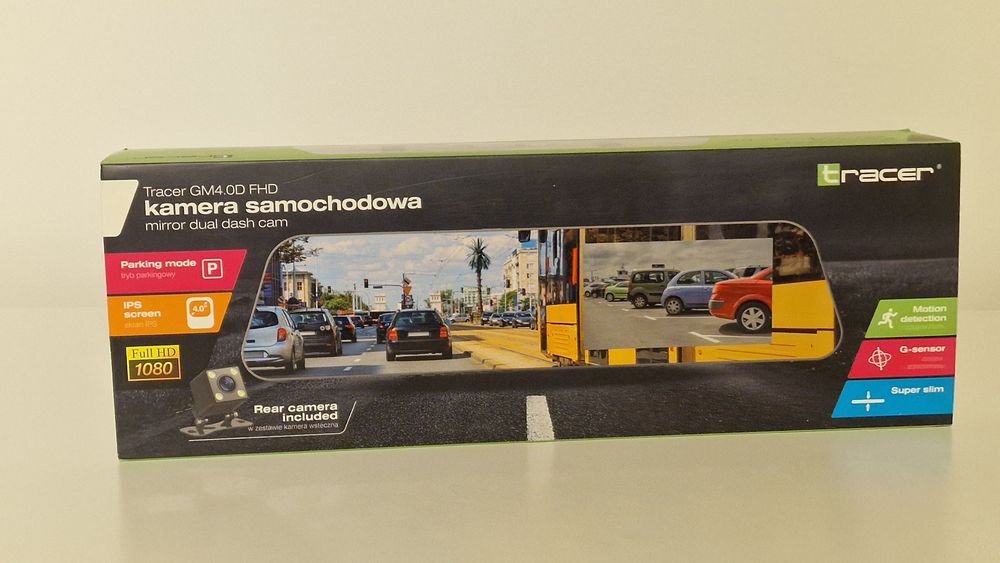 Tracer GM4.0D FHD
kamera samochodowa
mirror dual dash cam
tracer®
Parking mode
tryb parkingowy
P
IPS
screen
ekran IPS
4.0"
Full HD
1080
Rear camera
included
w zestawie kamera wsteczna
Motion
detection
G-sensor
Super slim